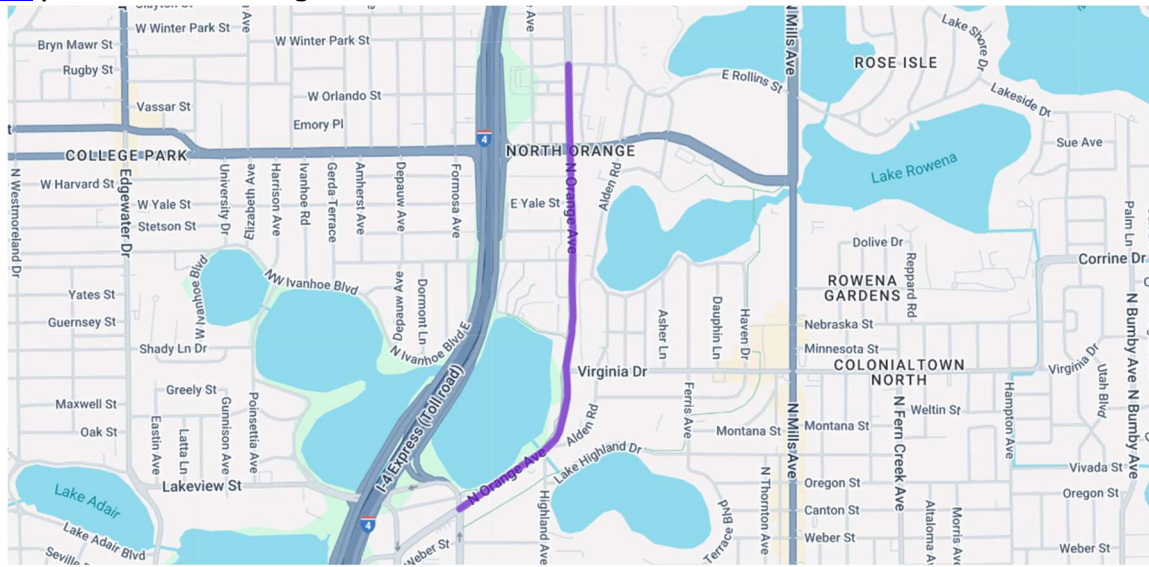 W Winter Park St
N Mills Ave
Bryn Mawr St
W Winter Park St
Lake Shore Dr
ROSE ISLE
Rugby St
E Rollins St
Lakeside Dr
W Orlando St
Vassar St
Emory Pl
4
Sue Ave
COLLEGE PARK
NORTH ORANGE
Lake Rowena
W Harvard St
N Westmoreland Dr
Edgewater Dr
University Dr
Elizabeth Ave
Harrison Ave
Ivanhoe Rd
Gerda Terrace
Amherst Ave
Depauw Ave
Formosa Ave
N Orange Ave
Alden Rd
W Yale St
E Yale St
Stetson St
Palm Ln
Dolive Dr
Reppard Rd
Corrine Dr
W Ivanhoe Blvd
NW Ivanhoe Blvd
ROWENA
GARDENS
Yates St
Depauw Ave
Dormont Ln
Asher Ln
Dauphin Ln
Haven Dr
N Bumby Ave
Guernsey St
Nebraska St
Shady Ln Dr
N Ivanhoe Blvd E
Minnesota St
Virginia Dr
COLONIALTOWN
NORTH
Virginia Dr
Utah Blvd
Greely St
I-4 Express (Toll road)
Maxwell St
Gunnison Ave
Poinsettia Ave
Ferris Ave
N Mills Ave
N Fern Creek Ave
Weltin St
Hampton Ave
N Bumby Ave
Oak St
Eastin Ave
Latta Ln
Alden Rd
Montana St
Montana St
Lake Highland Dr
Vivada St
Lakeview St
N Orange Ave
Oregon St
Oregon St
Lake Adair
Highland Ave
Terrace Blvd
N Thornton Ave
Canton St
Altaloma A
Morris Ave
4
Lake Adair Blvd
Weber St
Weber St
Weber St
Seville